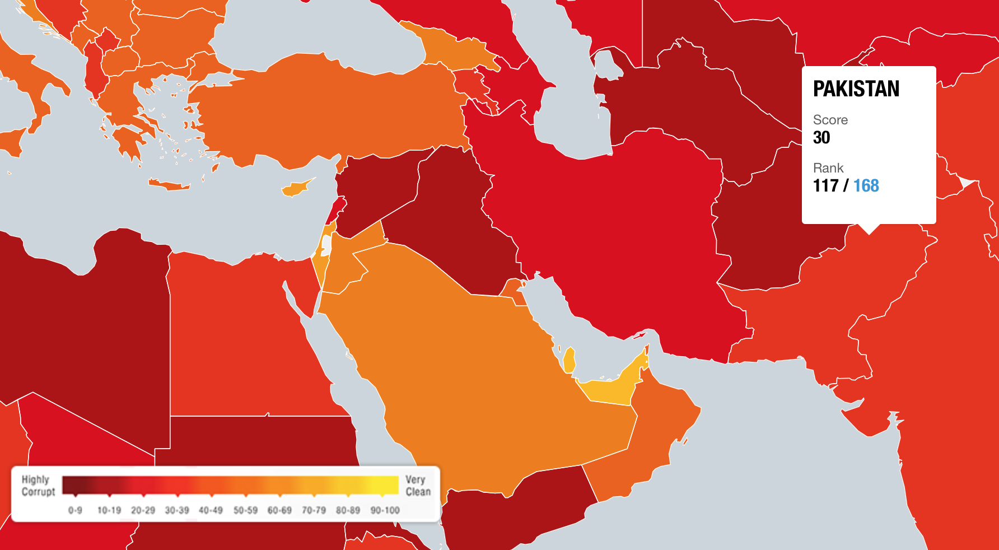 PAKISTAN
Score
30
Rank
117 / 168
Highly
Corrupt
Very
Clean
0-9 10-19 20-29 30-39 40-49 50-59 60-69 70-79 80-89 90-100